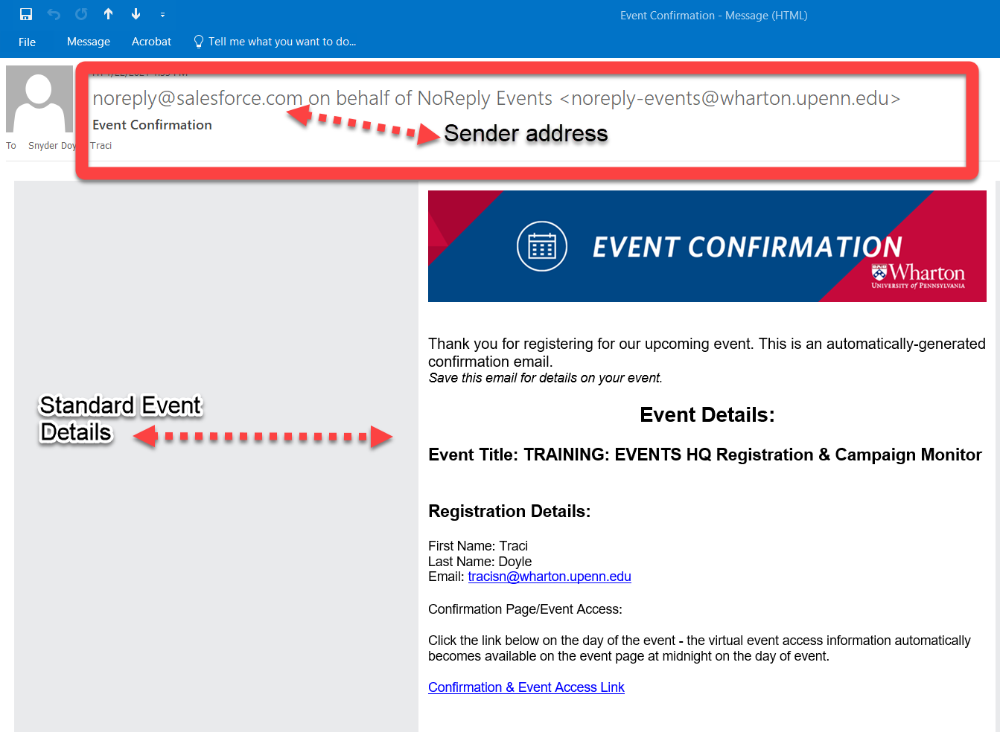 Event Confirmation - Message (HTML)
File Message Acrobat Tell me what you want to do...
noreply@salesforce.com on behalf of NoReply Events <noreply-events@wharton.upenn.edu>
Event Confirmation
Sender address
To Snyder Doy Traci
EVENT CONFIRMATION
Wharton
UNIVERSITY of PENNSYLVANIA
Thank you for registering for our upcoming event. This is an automatically-generated
confirmation email.
Save this email for details on your event.
Standard Event
Details
Event Details:
Event Title: TRAINING: EVENTS HQ Registration & Campaign Monitor
Registration Details:
First Name: Traci
Last Name: Doyle
Email: tracisn@wharton.upenn.edu
Confirmation Page/Event Access:
Click the link below on the day of the event - the virtual event access information automatically
becomes available on the event page at midnight on the day of event.
Confirmation & Event Access Link